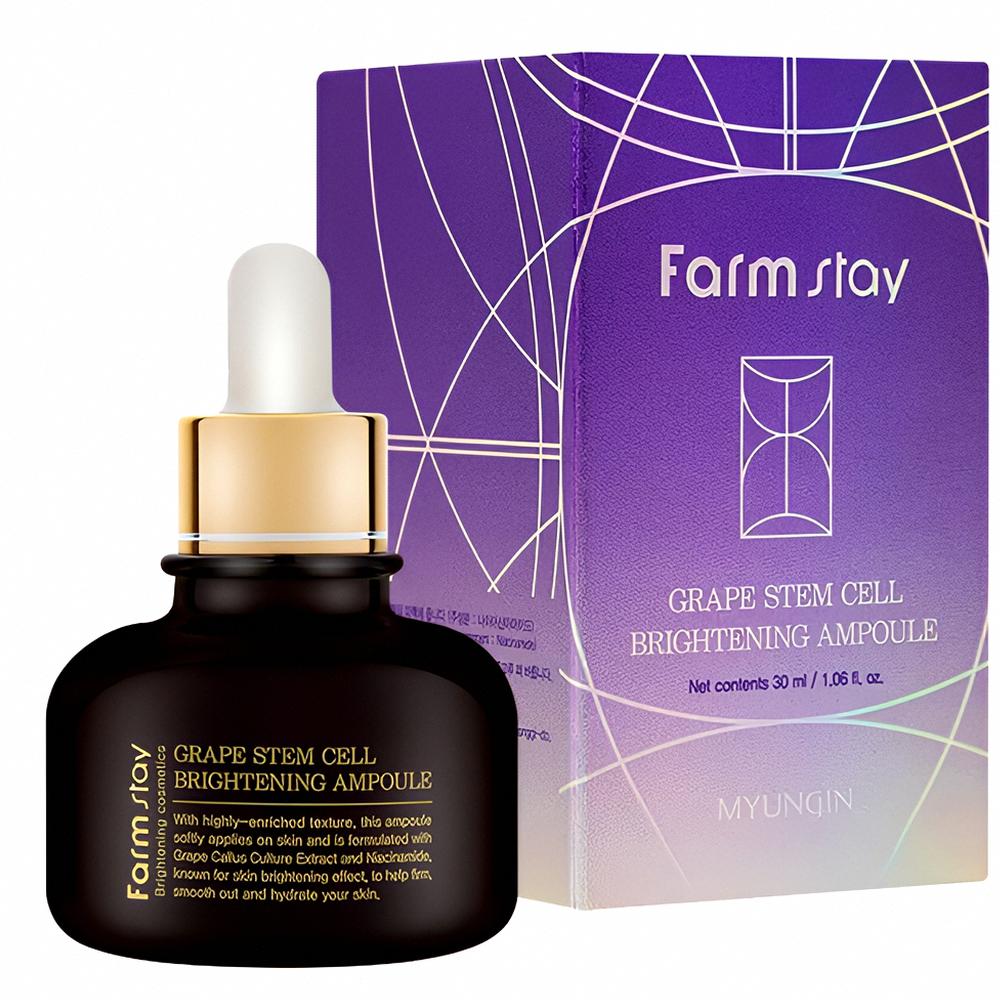 Farm stay
GRAPE STEM CELL
BRIGHTENING AMPOULE
Net contents 30 ml / 1.06 fl. oz.
MYUNGIN
Farm stay
Brightening cosmetics
GRAPE STEM CELL
BRIGHTENING AMPOULE
With highly-enriched texture, this ampoule
softly applies on skin and is formulated with
Grape Callus Culture Extract and Niacinamide,
known for skin brightening effect, to help firm,
smooth out and hydrate your skin.